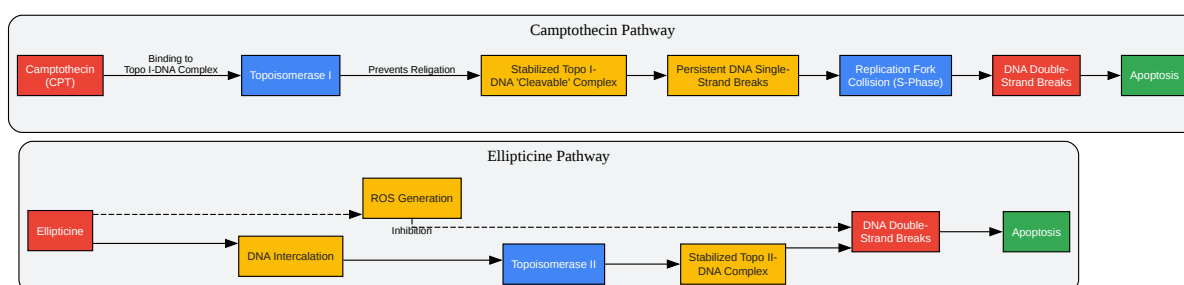 Camptothecin Pathway
Camptothecin
(CPT)
Binding to
Topo I-DNA Complex
Topoisomerase I
Prevents Religation
Stabilized Topo I-
DNA 'Cleavable' Complex
Persistent DNA Single-
Strand Breaks
Replication Fork
Collision (S-Phase)
DNA Double-
Strand Breaks
Apoptosis
Ellipticine Pathway
Ellipticine
ROS Generation
Inhibition
DNA Intercalation
Topoisomerase II
Stabilized Topo II-
DNA Complex
DNA Double-
Strand Breaks
Apoptosis